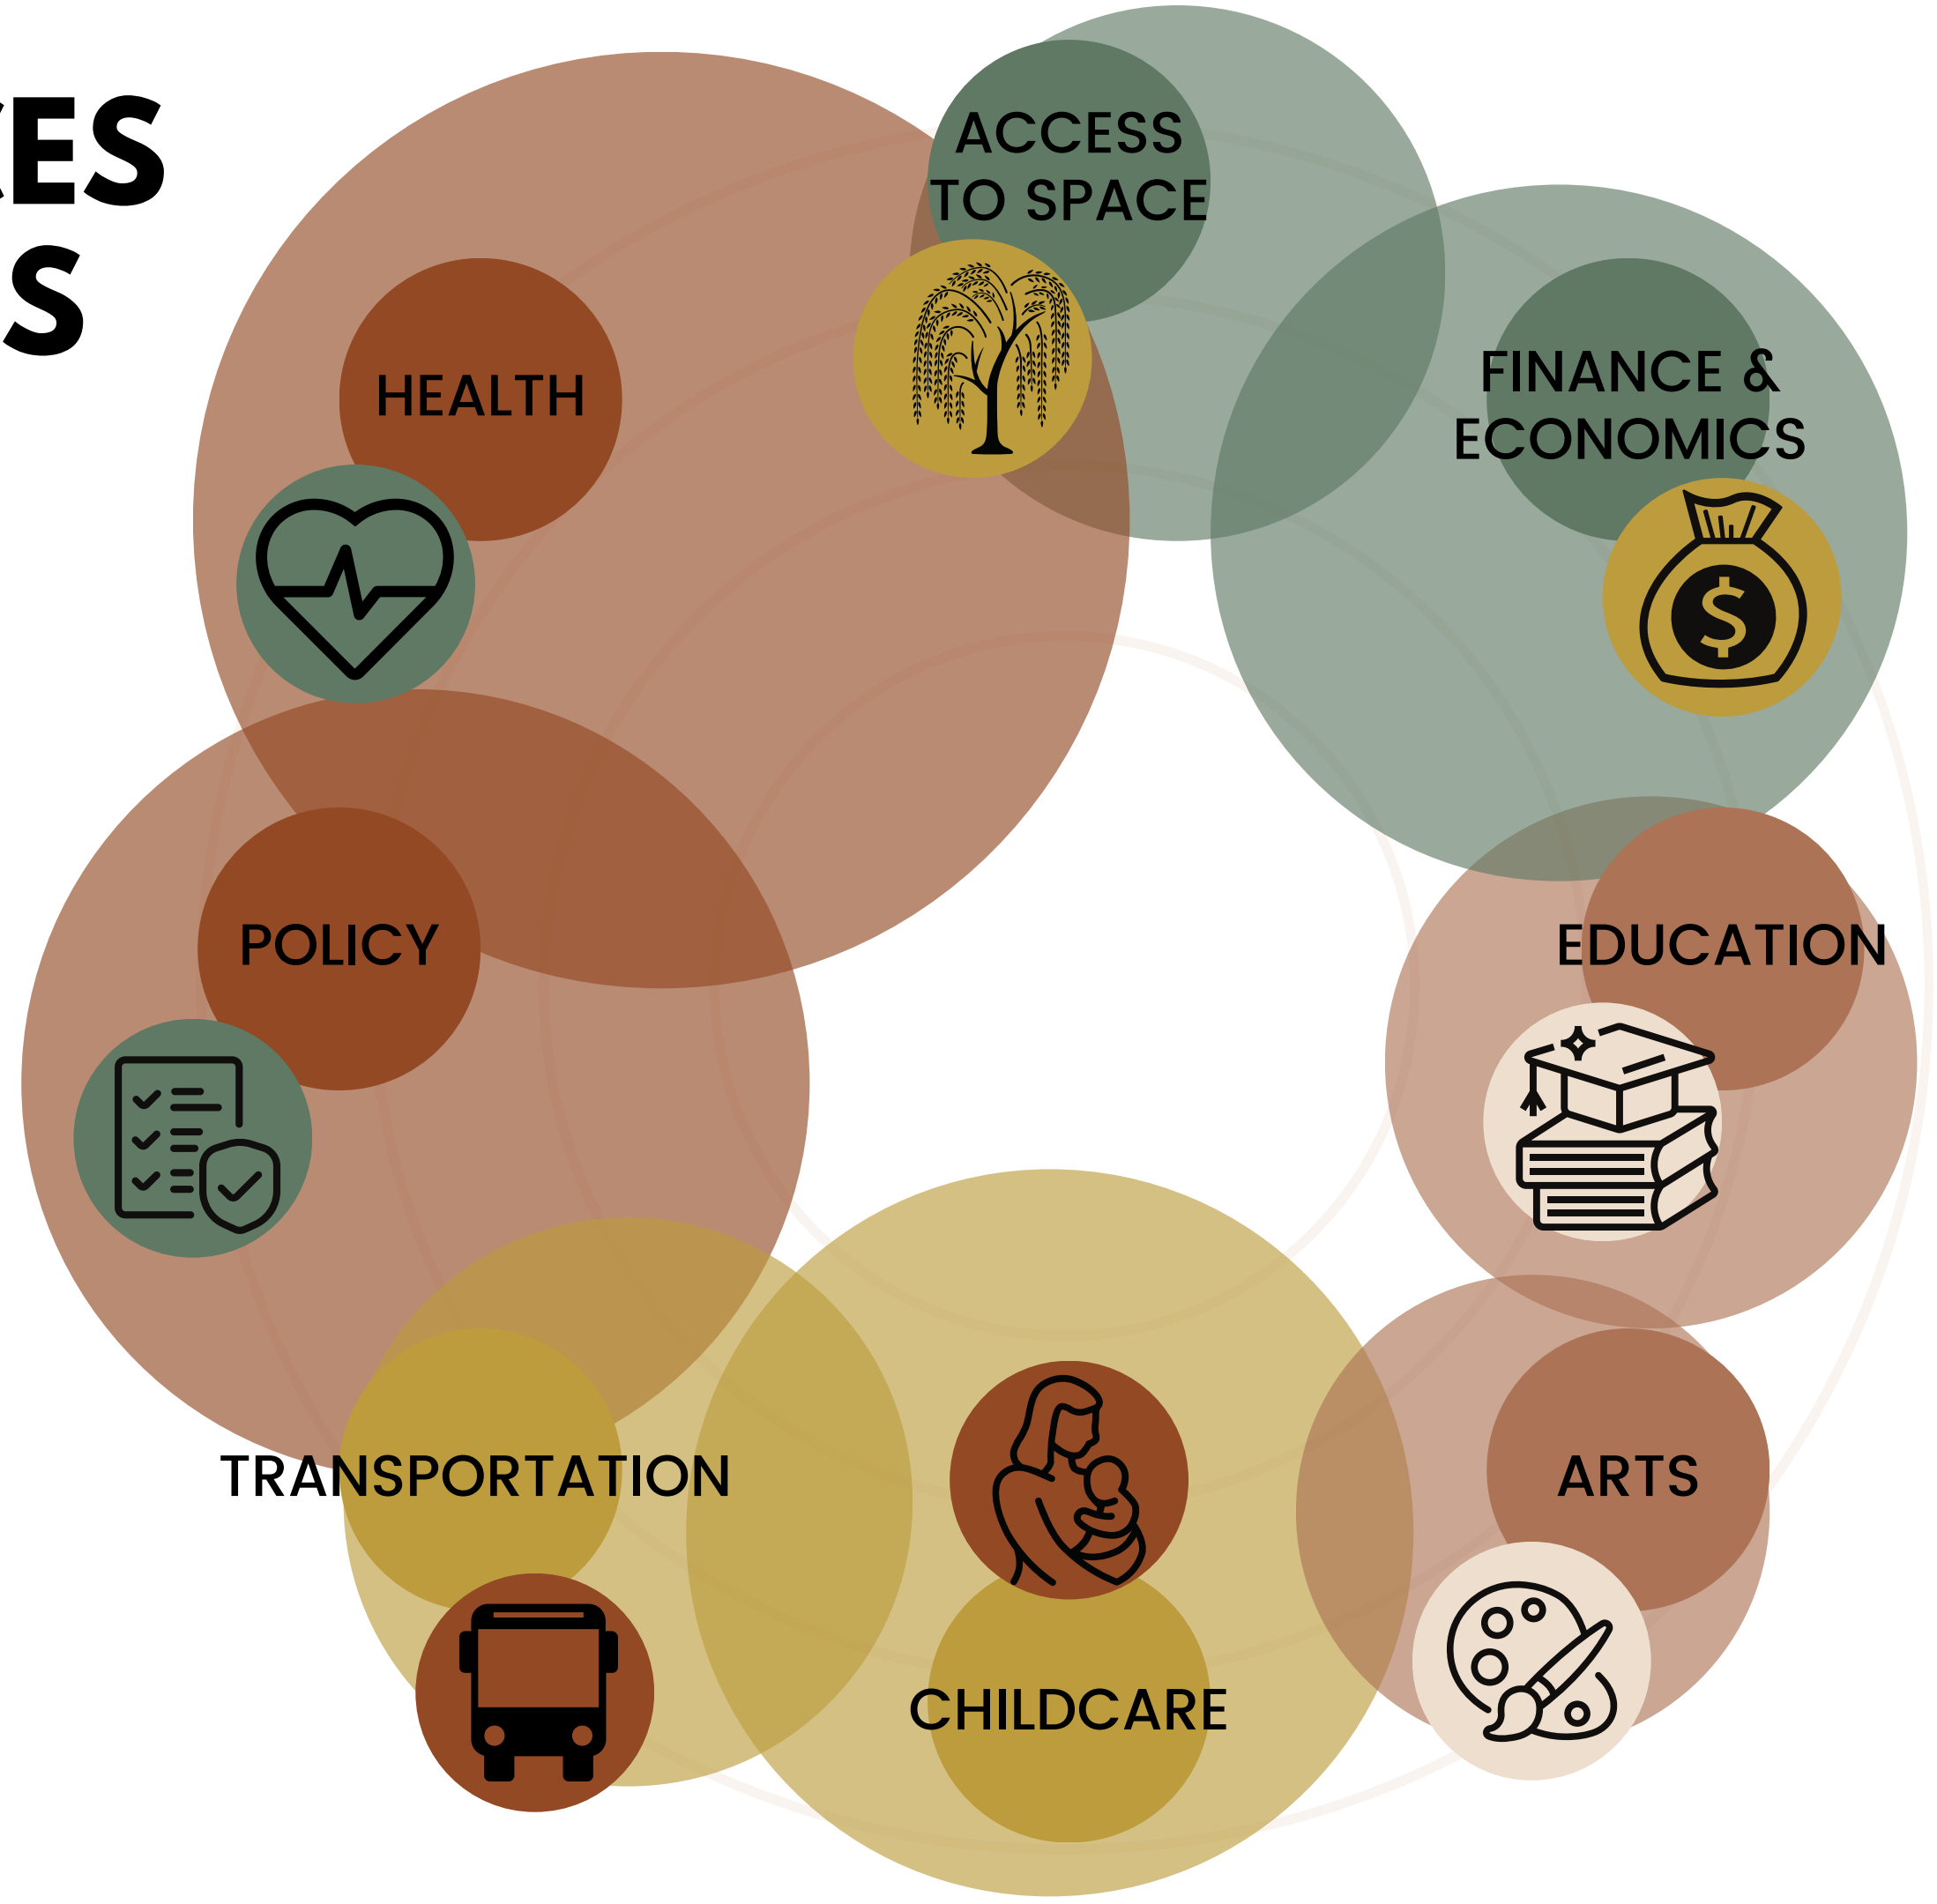 ES
S
ACCESS
TO SPACE
HEALTH
FINANCE &
ECONOMICS
POLICY
EDUCATION
TRANSPORTATION
ARTS
CHILDCARE
$